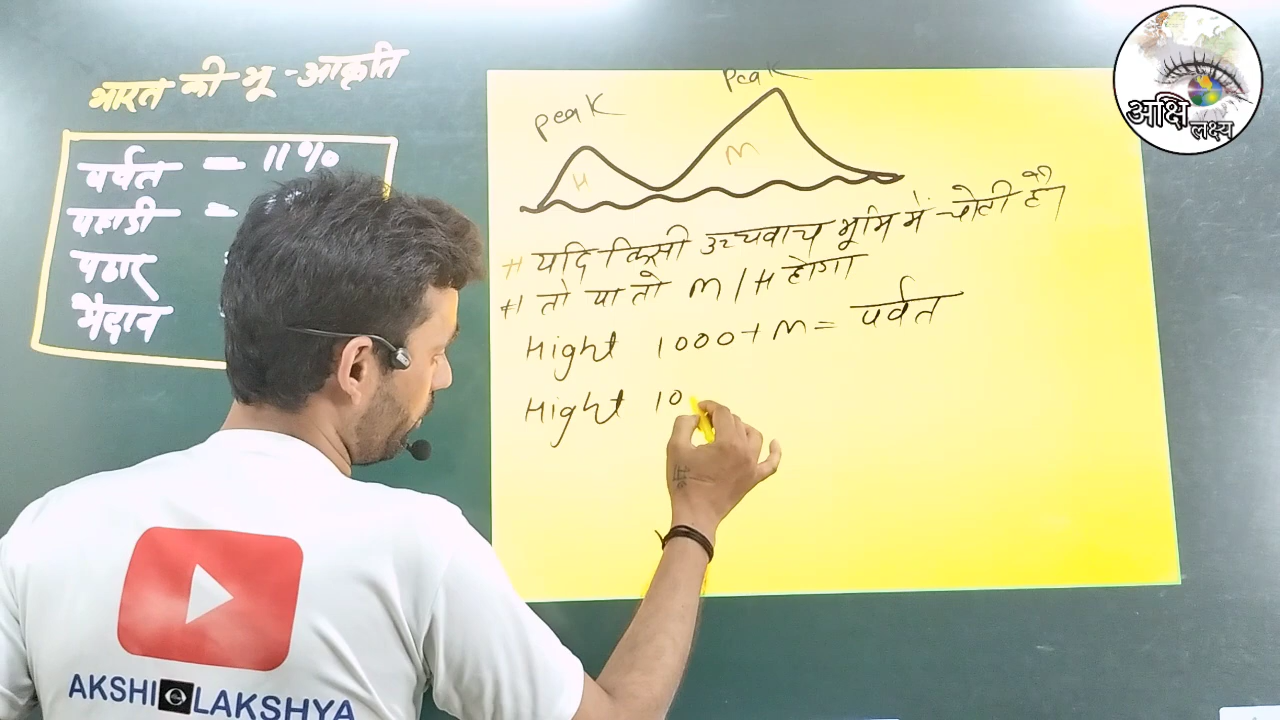 भारत की भू-आकृति
पर्वत - 11%
पहाडी -
पठार
मैदान
Peak
Peak
H
M
# यदि किसी उच्चवाच भूमि में चोटी है।
# तो या तो M/H होगा
Hight 1000+ M = पर्वत
Hight 10
अक्षि
लक्ष्य
AKSHI LAKSHYA